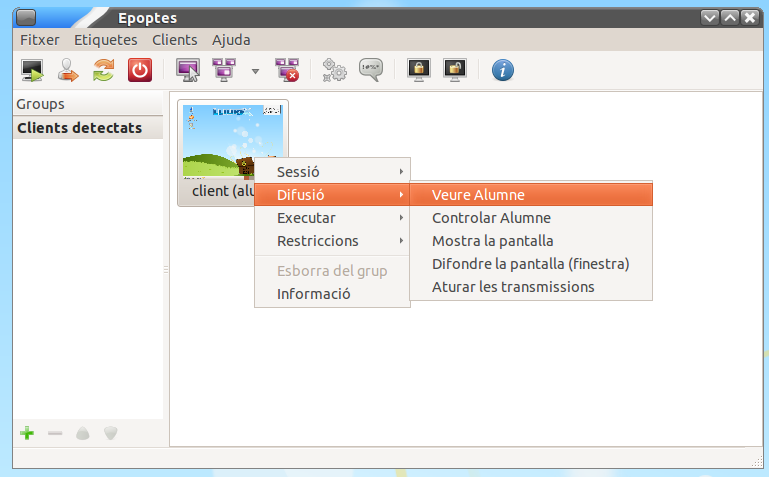 Epoptes
Fitxer Etiquetes Clients Ajuda
Groups
Clients detectats
client (alu
Sessió
Difusió
Executar
Restriccions
Esborra del grup
Informació
Veure Alumne
Controlar Alumne
Mostra la pantalla
Difondre la pantalla (finestra)
Aturar les transmissions